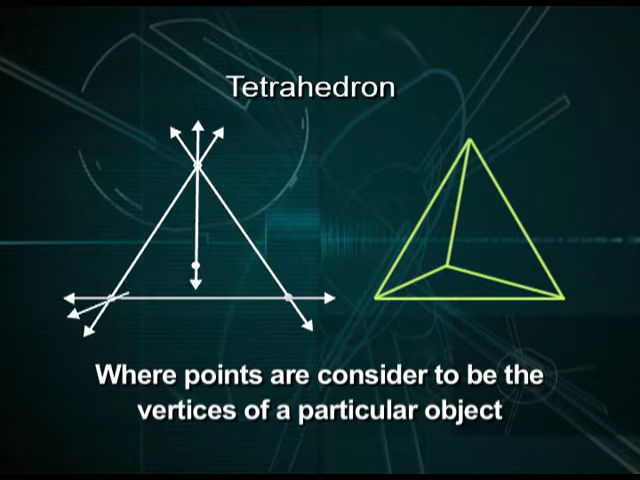 Tetrahedron
Where points are consider to be the
vertices of a particular object